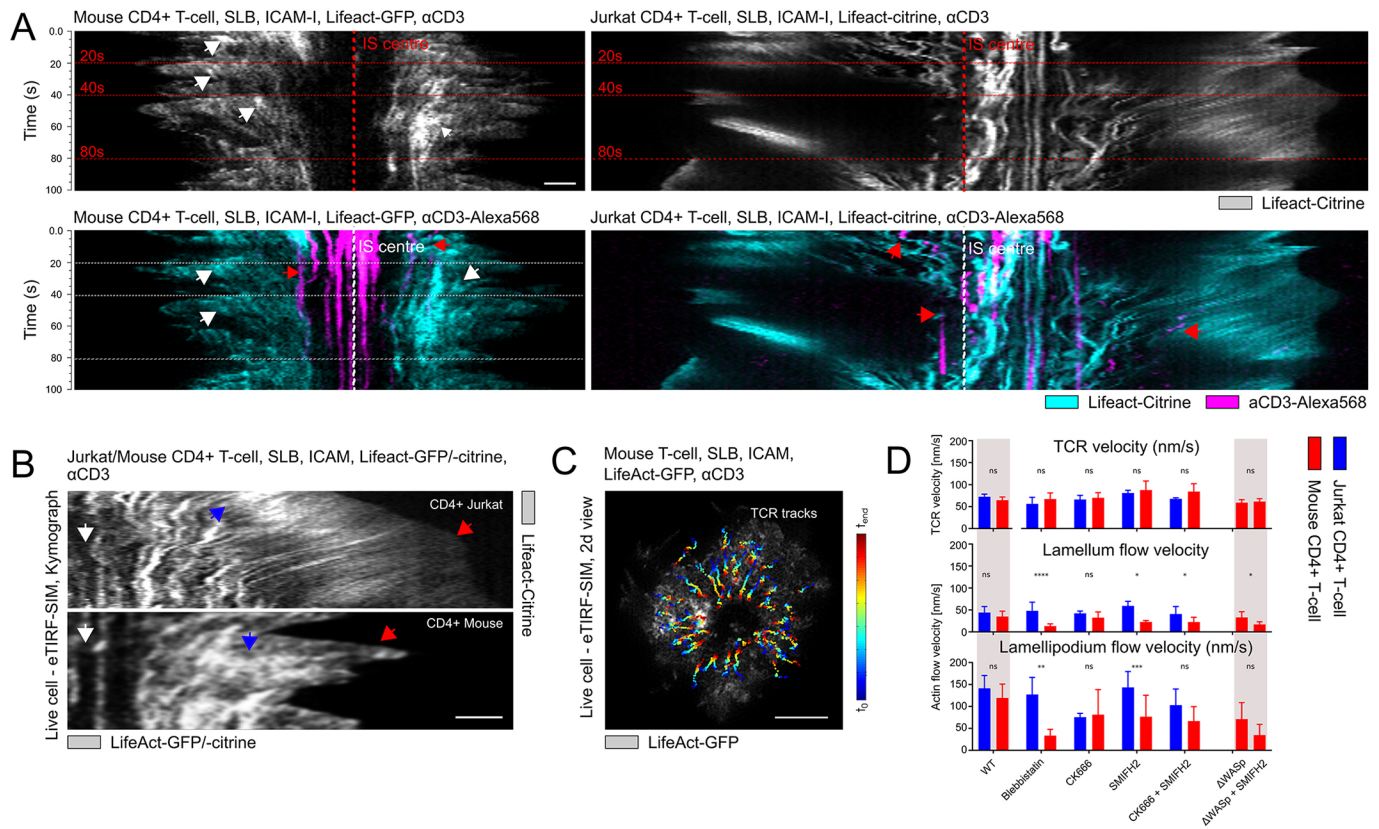 A
Mouse CD4+ T-cell, SLB, ICAM-I, Lifeact-GFP, αCD3
Jurkat CD4+ T-cell, SLB, ICAM-I, Lifeact-citrine, αCD3
Time (s)
0.0
20
40
60
80
100
20s
40s
80s
IS centre
20s
40s
80s
IS centre
Lifeact-Citrine
Mouse CD4+ T-cell, SLB, ICAM-I, Lifeact-GFP, αCD3-Alexa568
Jurkat CD4+ T-cell, SLB, ICAM-I, Lifeact-citrine, αCD3-Alexa568
Time (s)
0.0
20
40
60
80
100
IS centre
IS centre
Lifeact-Citrine
aCD3-Alexa568
B
Jurkat/Mouse CD4+ T-cell, SLB, ICAM, Lifeact-GFP/-citrine,
αCD3
Live cell - eTIRF-SIM, Kymograph
CD4+ Jurkat
CD4+ Mouse
Lifeact-Citrine
LifeAct-GFP/-citrine
C
Mouse T-cell, SLB, ICAM,
LifeAct-GFP, αCD3
Live cell - eTIRF-SIM, 2d view
TCR tracks
tend
t0
LifeAct-GFP
D
TCR velocity (nm/s)
TCR velocity [nm/s]
200
150
100
50
0
ns
ns
ns
ns
ns
ns
Lamellum flow velocity
Actin flow velocity [nm/s]
200
150
100
50
0
ns
****
ns
*
*
*
Lamellipodium flow velocity (nm/s)
200
150
100
50
0
ns
**
ns
***
ns
ns
WT
Blebbistatin
CK666
SMIFH2
CK666 + SMIFH2
ΔWASp
ΔWASp + SMIFH2
Jurkat CD4+ T-cell
Mouse CD4+ T-cell